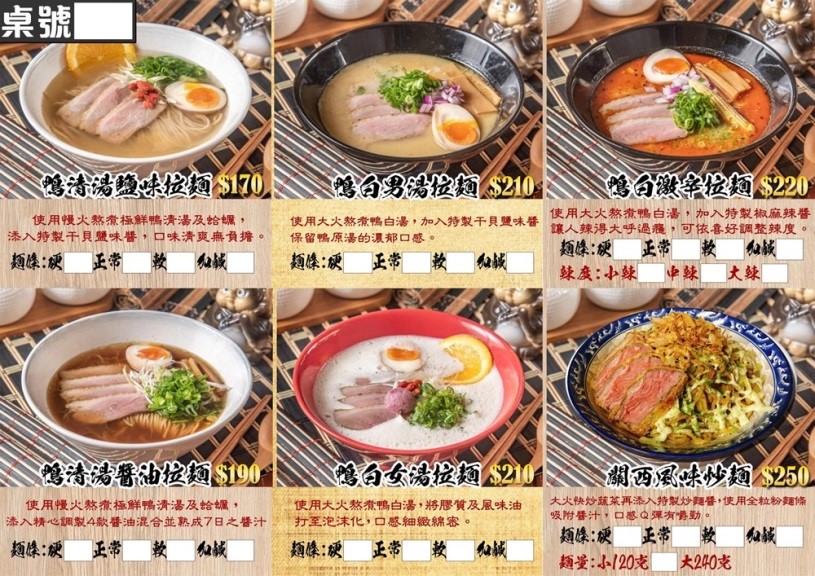 桌號
鴨清湯鹽味拉麵 $170
使用慢火熬煮極鮮鴨清湯及蛤蠣，
添入特製干貝鹽味醬，口味清爽無負擔。
麵條：硬 正常 軟 加鹹
鴨白男湯拉麵 $210
使用大火熬煮鴨白湯，加入特製干貝鹽味醬
保留鴨原湯的濃郁口感。
麵條：硬 正常 軟 加鹹
鴨白激辛拉麵 $220
使用大火熬煮鴨白湯，加入特製椒麻辣醬
讓人辣得大呼過癮，可依喜好調整辣度。
麵條：硬 正常 軟 加鹹
辣度：小辣 中辣 大辣
鴨清湯醬油拉麵 $190
使用慢火熬煮極鮮鴨清湯及蛤蠣，
添入精心調製4款醬油混合並熟成7日之醬汁
麵條：硬 正常 軟 加鹹
鴨白女湯拉麵 $210
使用大火熬煮鴨白湯，將膠質及風味油
打至泡沫化，口感細緻綿密。
麵條：硬 正常 軟 加鹹
關西風味炒麵 $250
大火快炒蔬菜再添入特製炒麵醬，使用全粒粉麵條
吸附醬汁，口感Q彈有嚼勁。
麵條：硬 正常 軟 加鹹
麵量：小120克 大240克